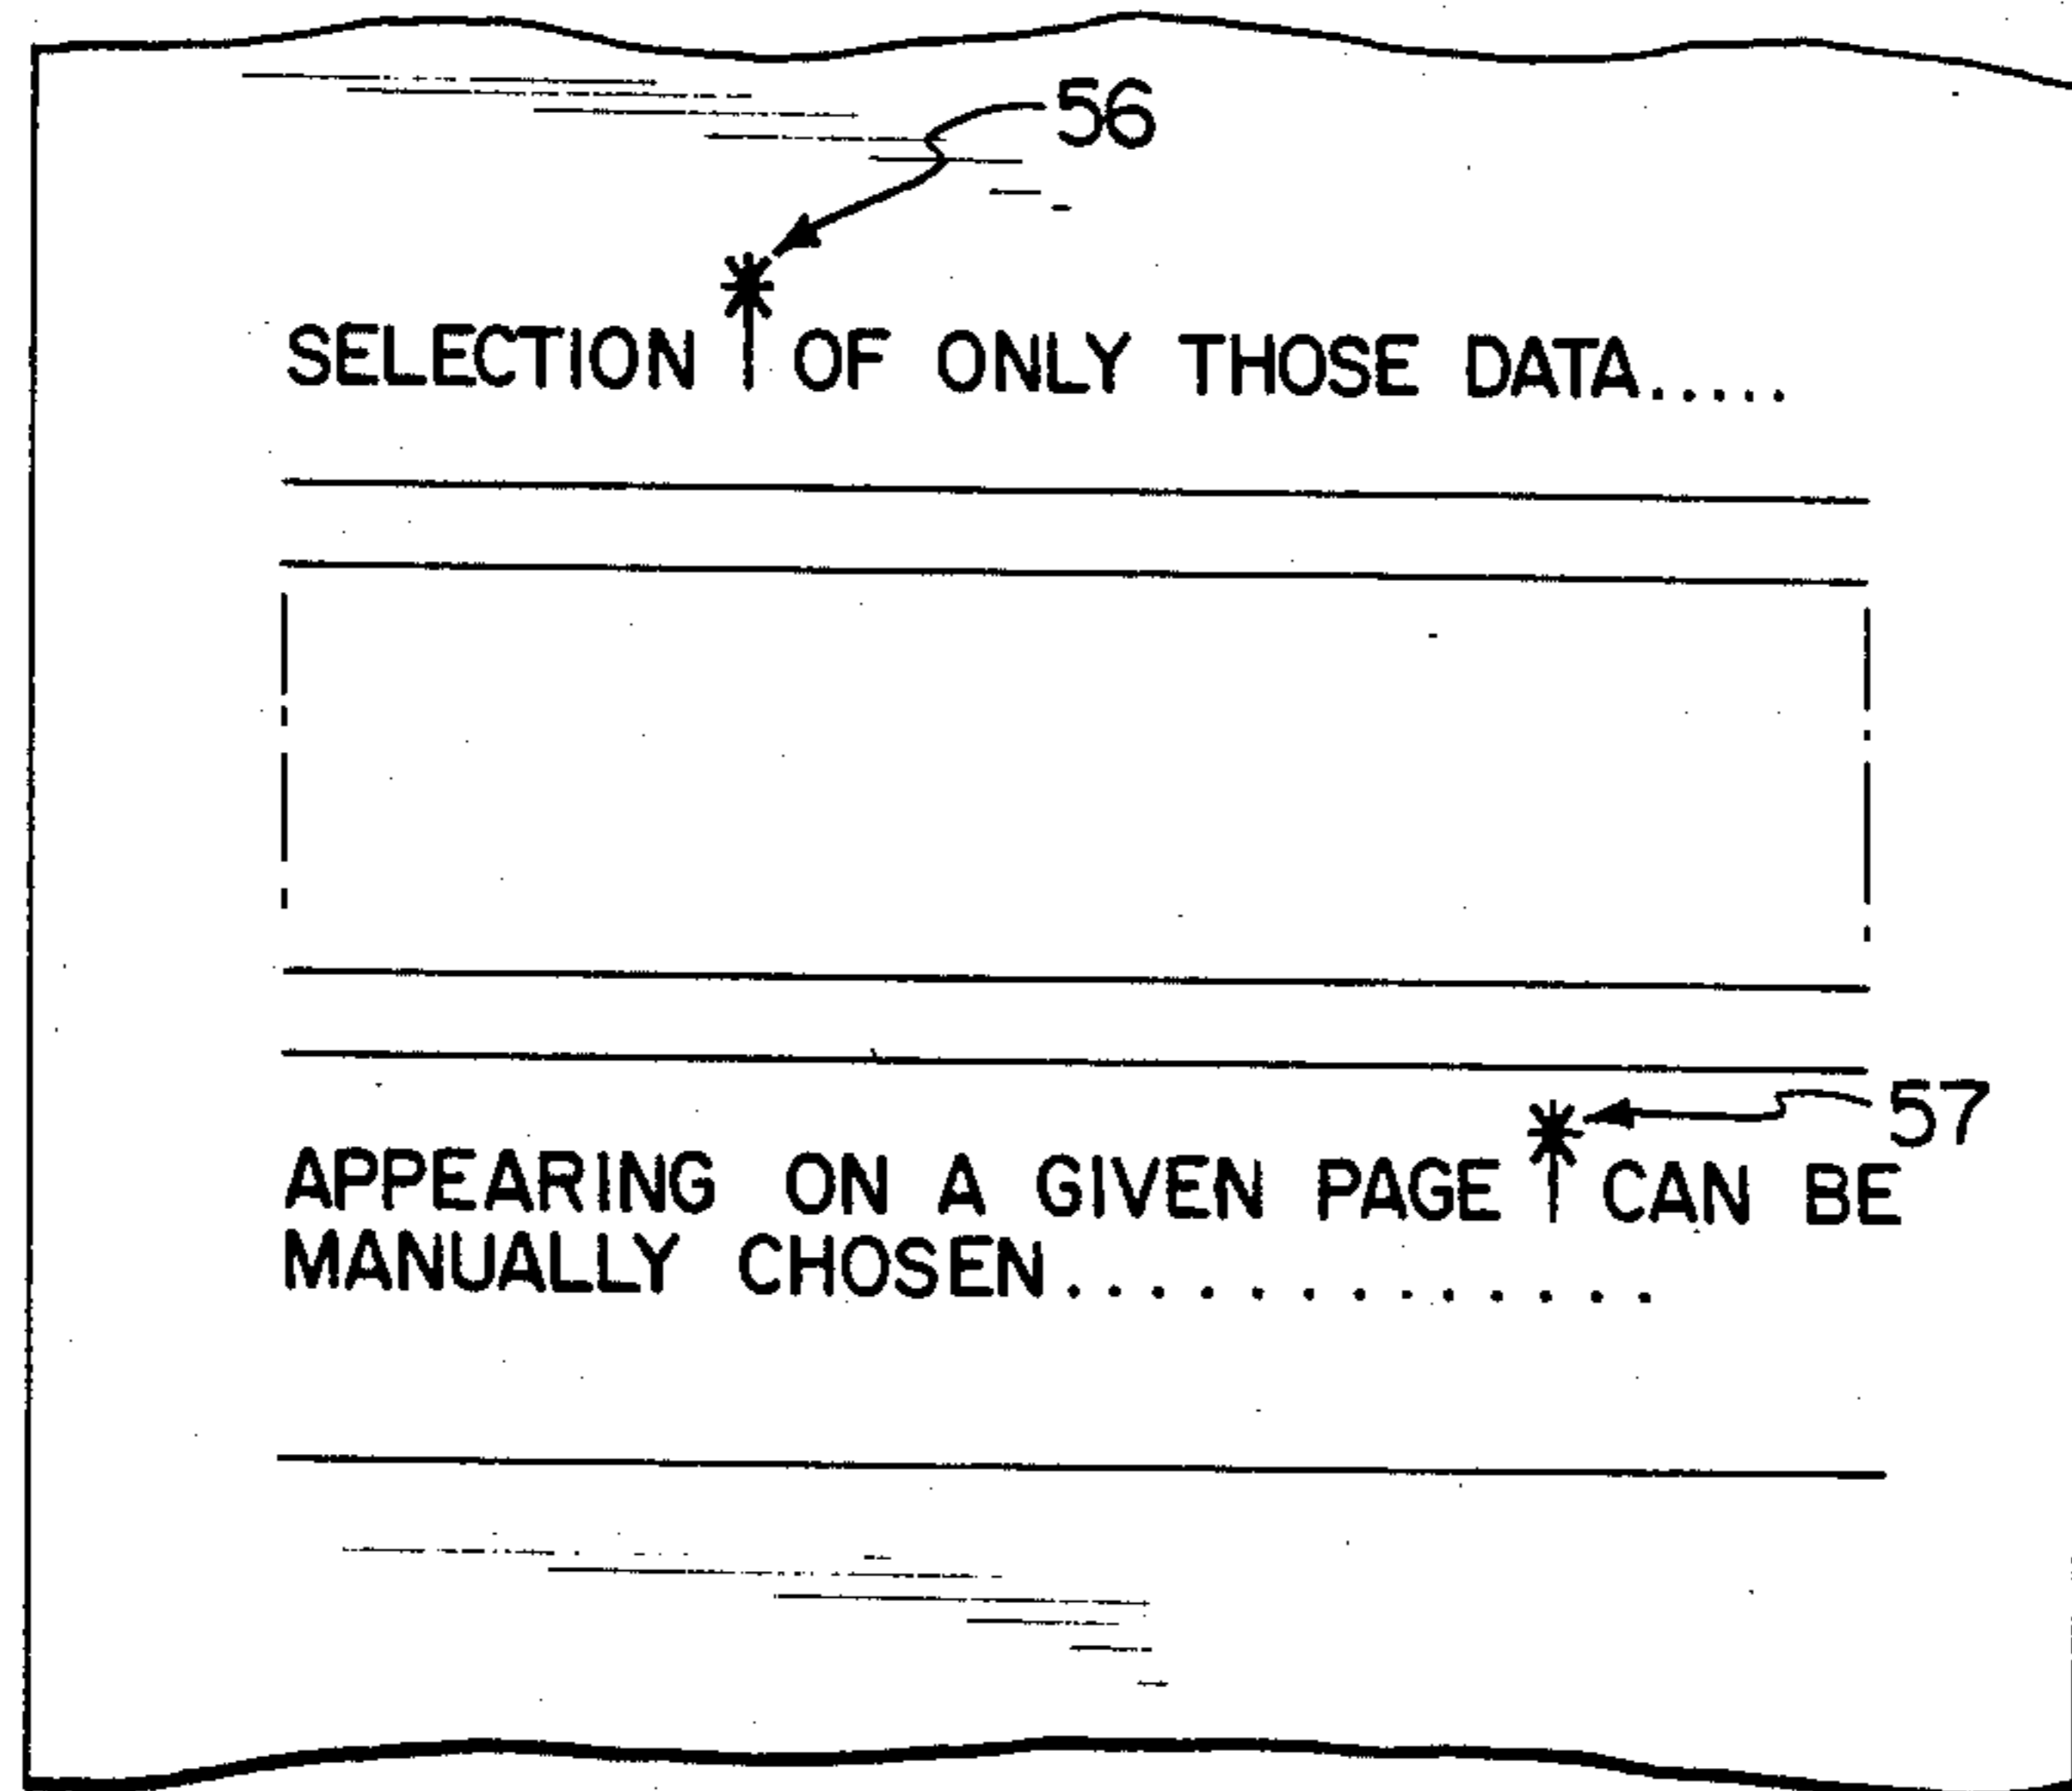 56
SELECTION * OF ONLY THOSE DATA.....
57
APPEARING ON A GIVEN PAGE * CAN BE
MANUALLY CHOSEN.............